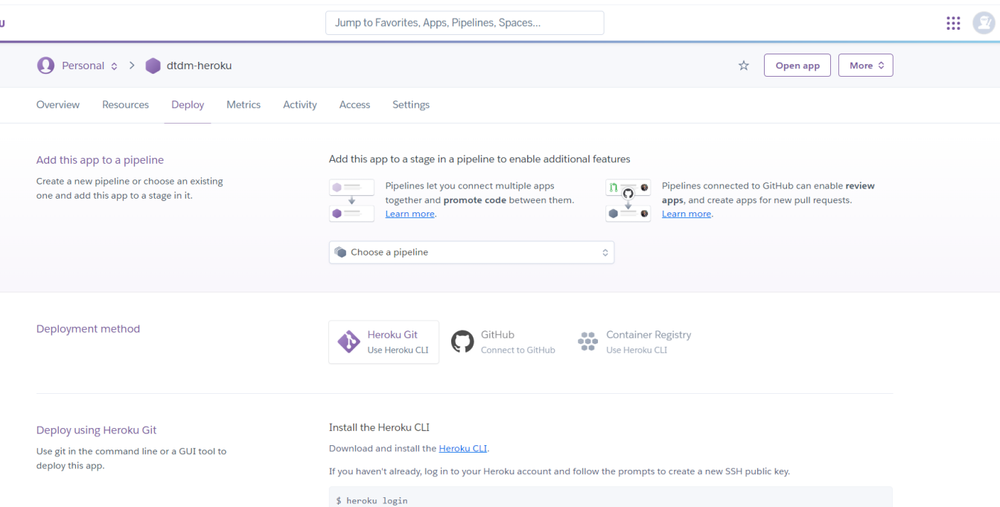 Jump to Favorites, Apps, Pipelines, Spaces...
Personal
dtdm-heroku
Open app
More
Overview
Resources
Deploy
Metrics
Activity
Access
Settings
Add this app to a pipeline
Create a new pipeline or choose an existing
one and add this app to a stage in it.
Add this app to a stage in a pipeline to enable additional features
Pipelines let you connect multiple apps
together and promote code between them.
Learn more.
Pipelines connected to GitHub can enable review
apps, and create apps for new pull requests.
Learn more.
Choose a pipeline
Deployment method
Heroku Git
Use Heroku CLI
GitHub
Connect to GitHub
Container Registry
Use Heroku CLI
Deploy using Heroku Git
Use git in the command line or a GUI tool to
deploy this app.
Install the Heroku CLI
Download and install the Heroku CLI.
If you haven't already, log in to your Heroku account and follow the prompts to create a new SSH public key.
$ heroku login